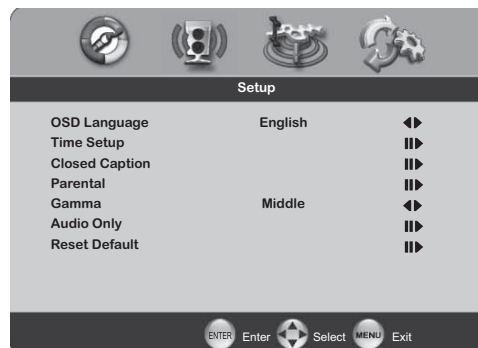 Setup
OSD Language English
Time Setup
Closed Caption
Parental
Gamma Middle
Audio Only
Reset Default
ENTER Enter Select MENU Exit